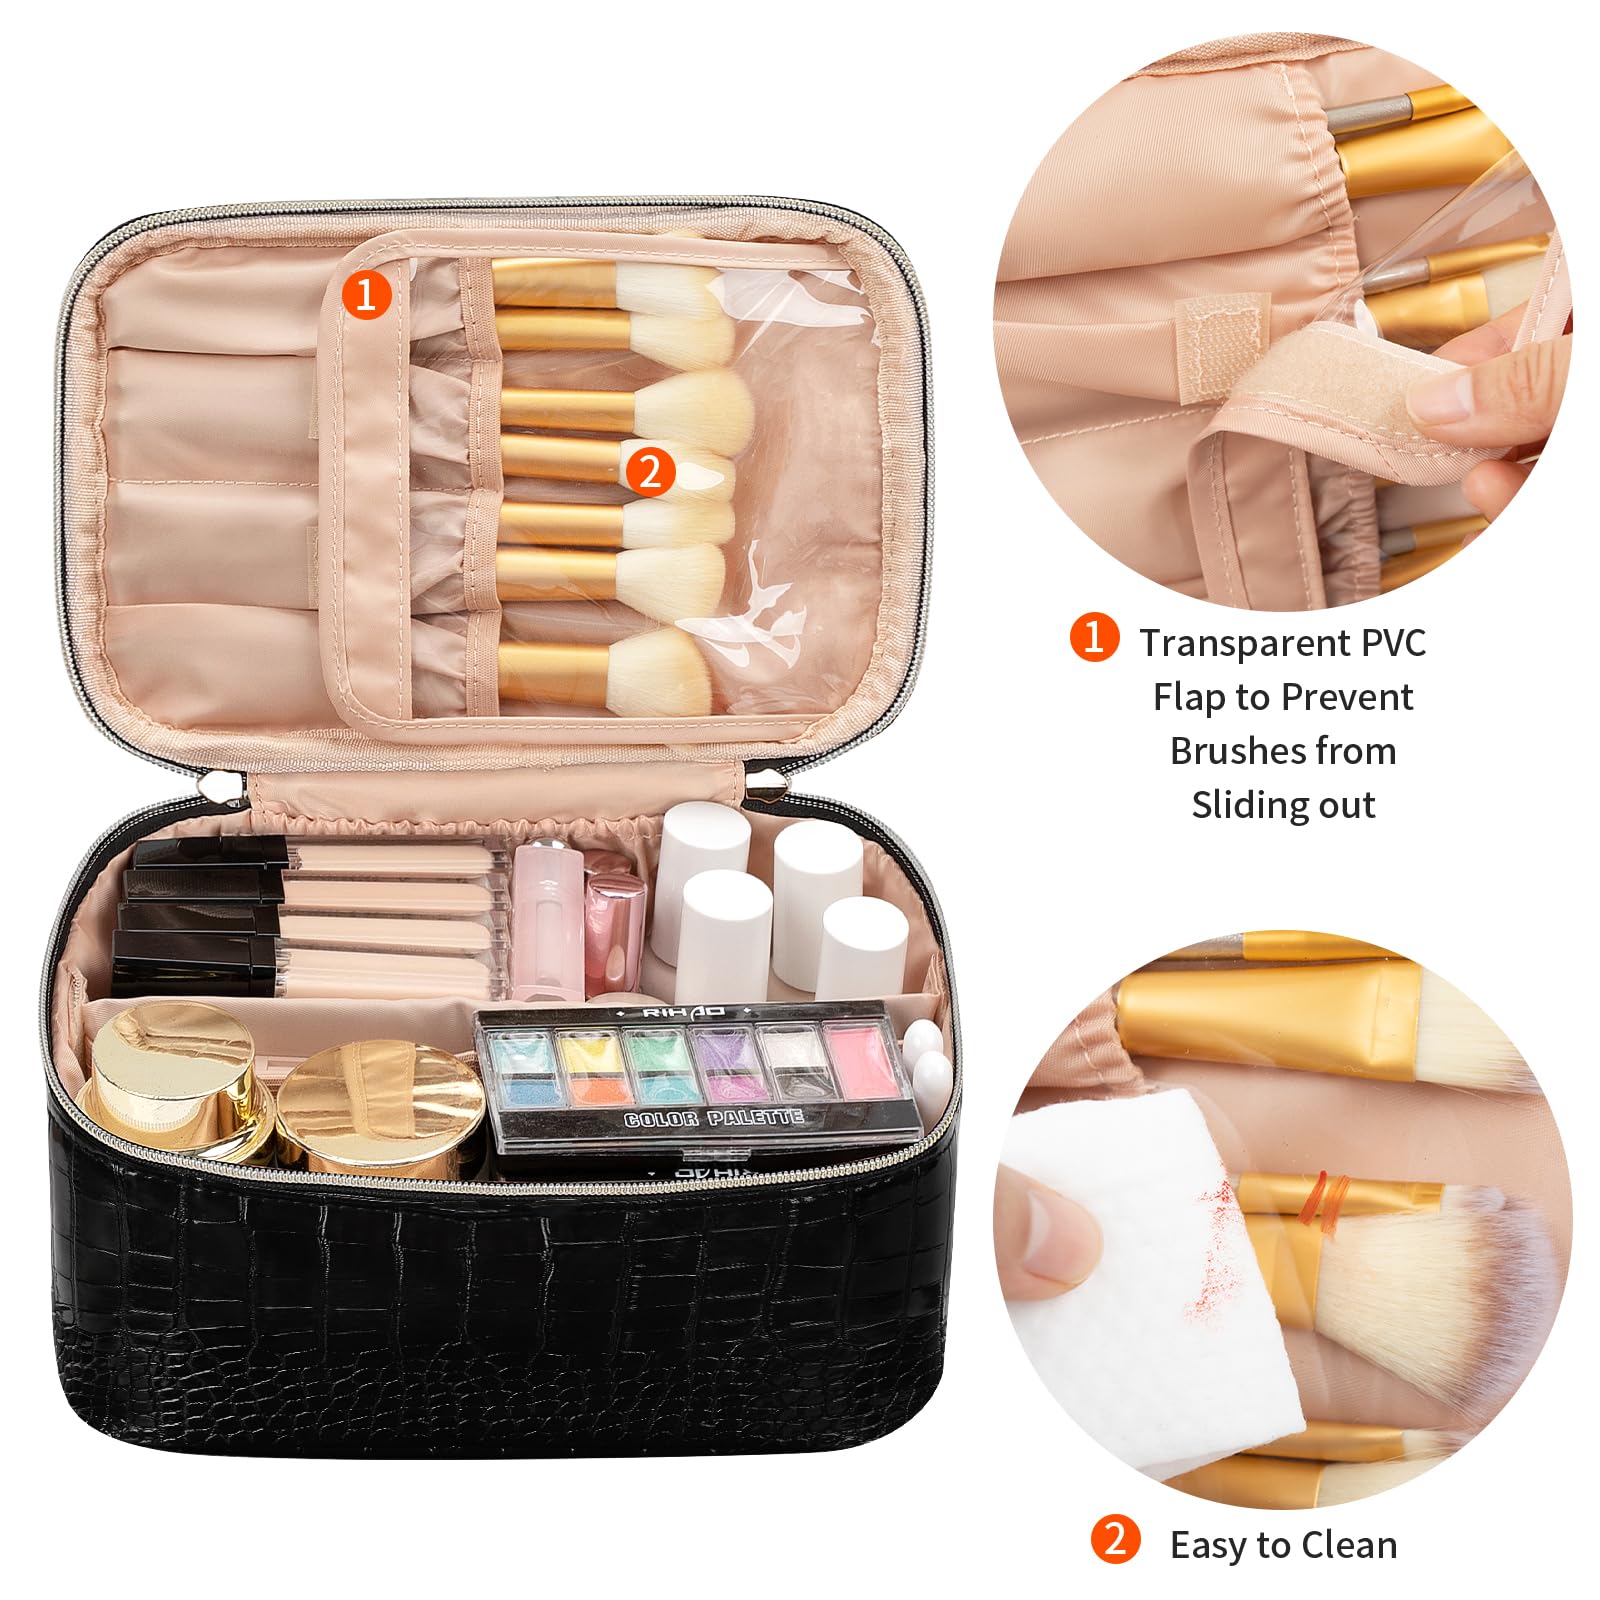 1
2
RIHAO
COLOR PALETTE
RIHAO
1 Transparent PVC
Flap to Prevent
Brushes from
Sliding out
2 Easy to Clean